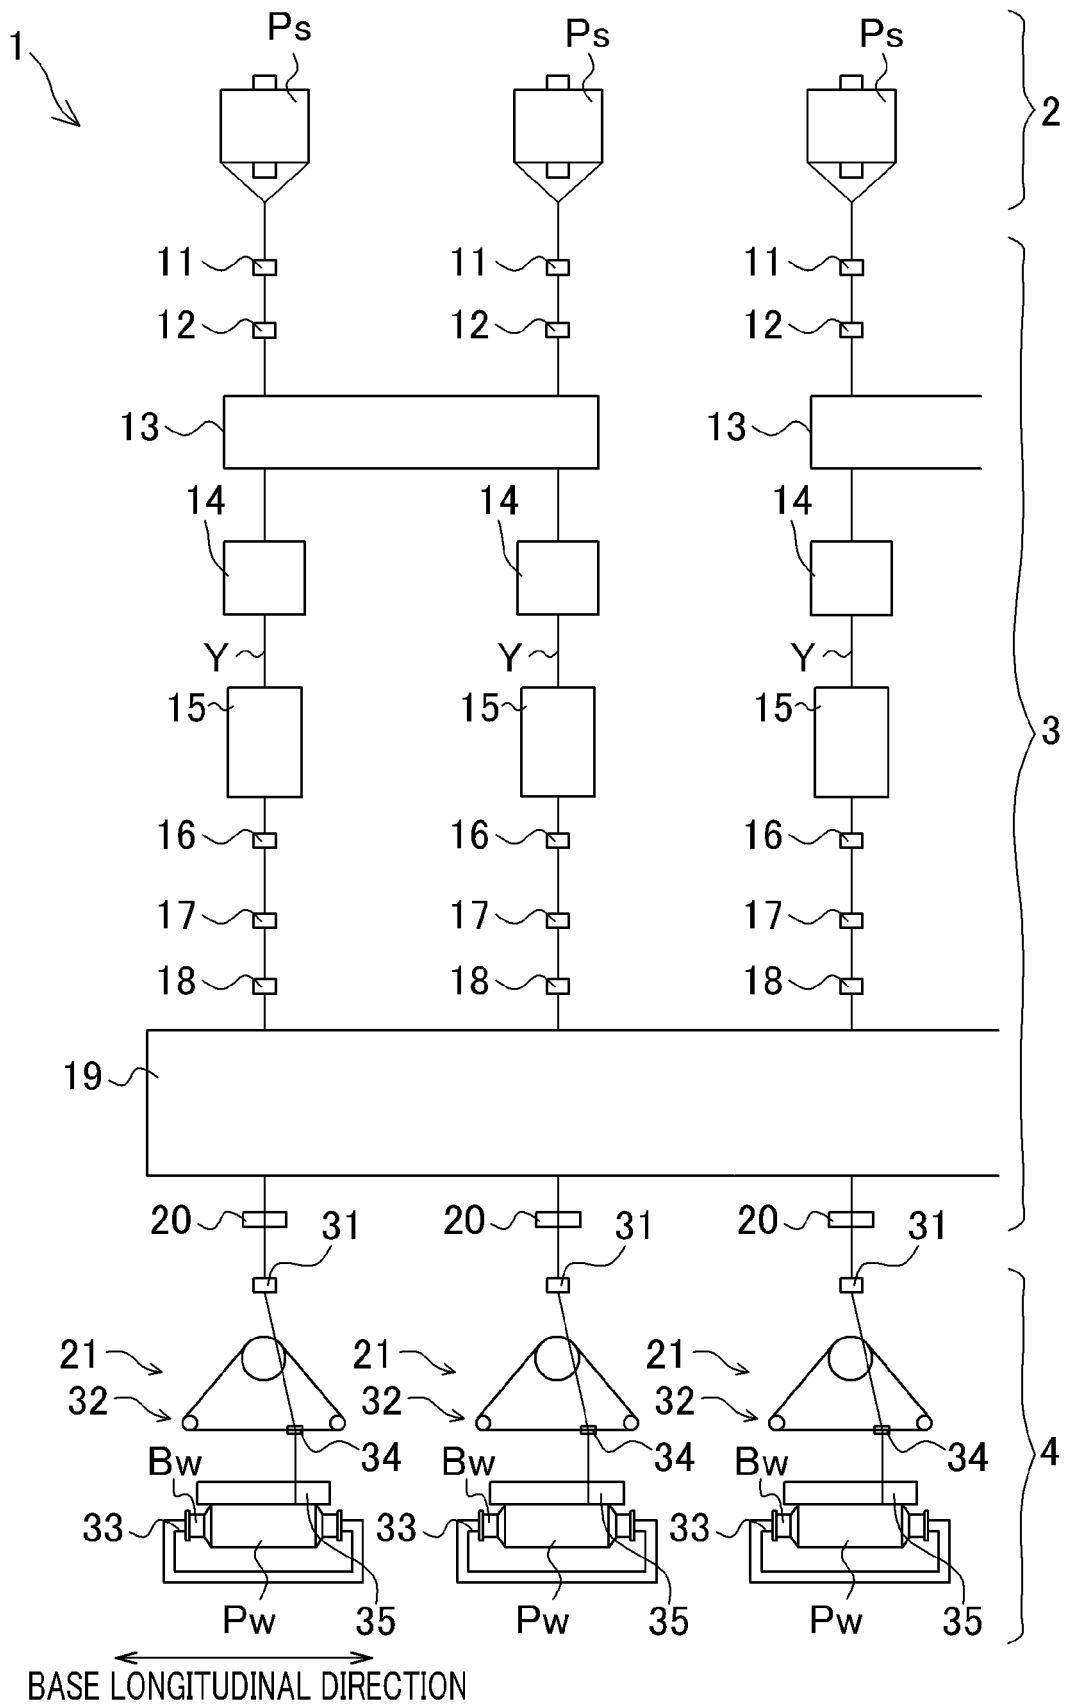 1 Ps Ps Ps 2
11 11 11
12 12 12
13 13
14 14 14
Y Y Y
15 15 15
3
16 16 16
17 17 17
18 18 18
19
20 31 20 31 20 31
21 21 21
32 32 32
34 34 34
Bw Bw Bw 4
33 33 33
Pw 35 Pw 35 Pw 35
BASE LONGITUDINAL DIRECTION